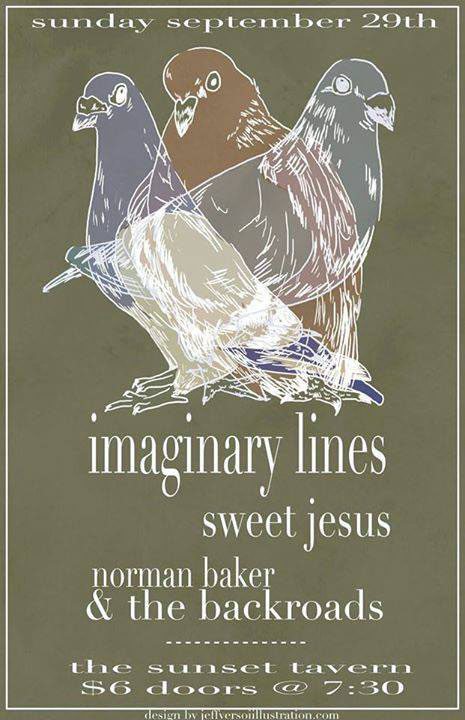 sunday september 29th
imaginary lines
sweet jesus
norman baker
& the backroads
the sunset tavern
$6 doors @ 7:30
design by jeffversoiillustration.com